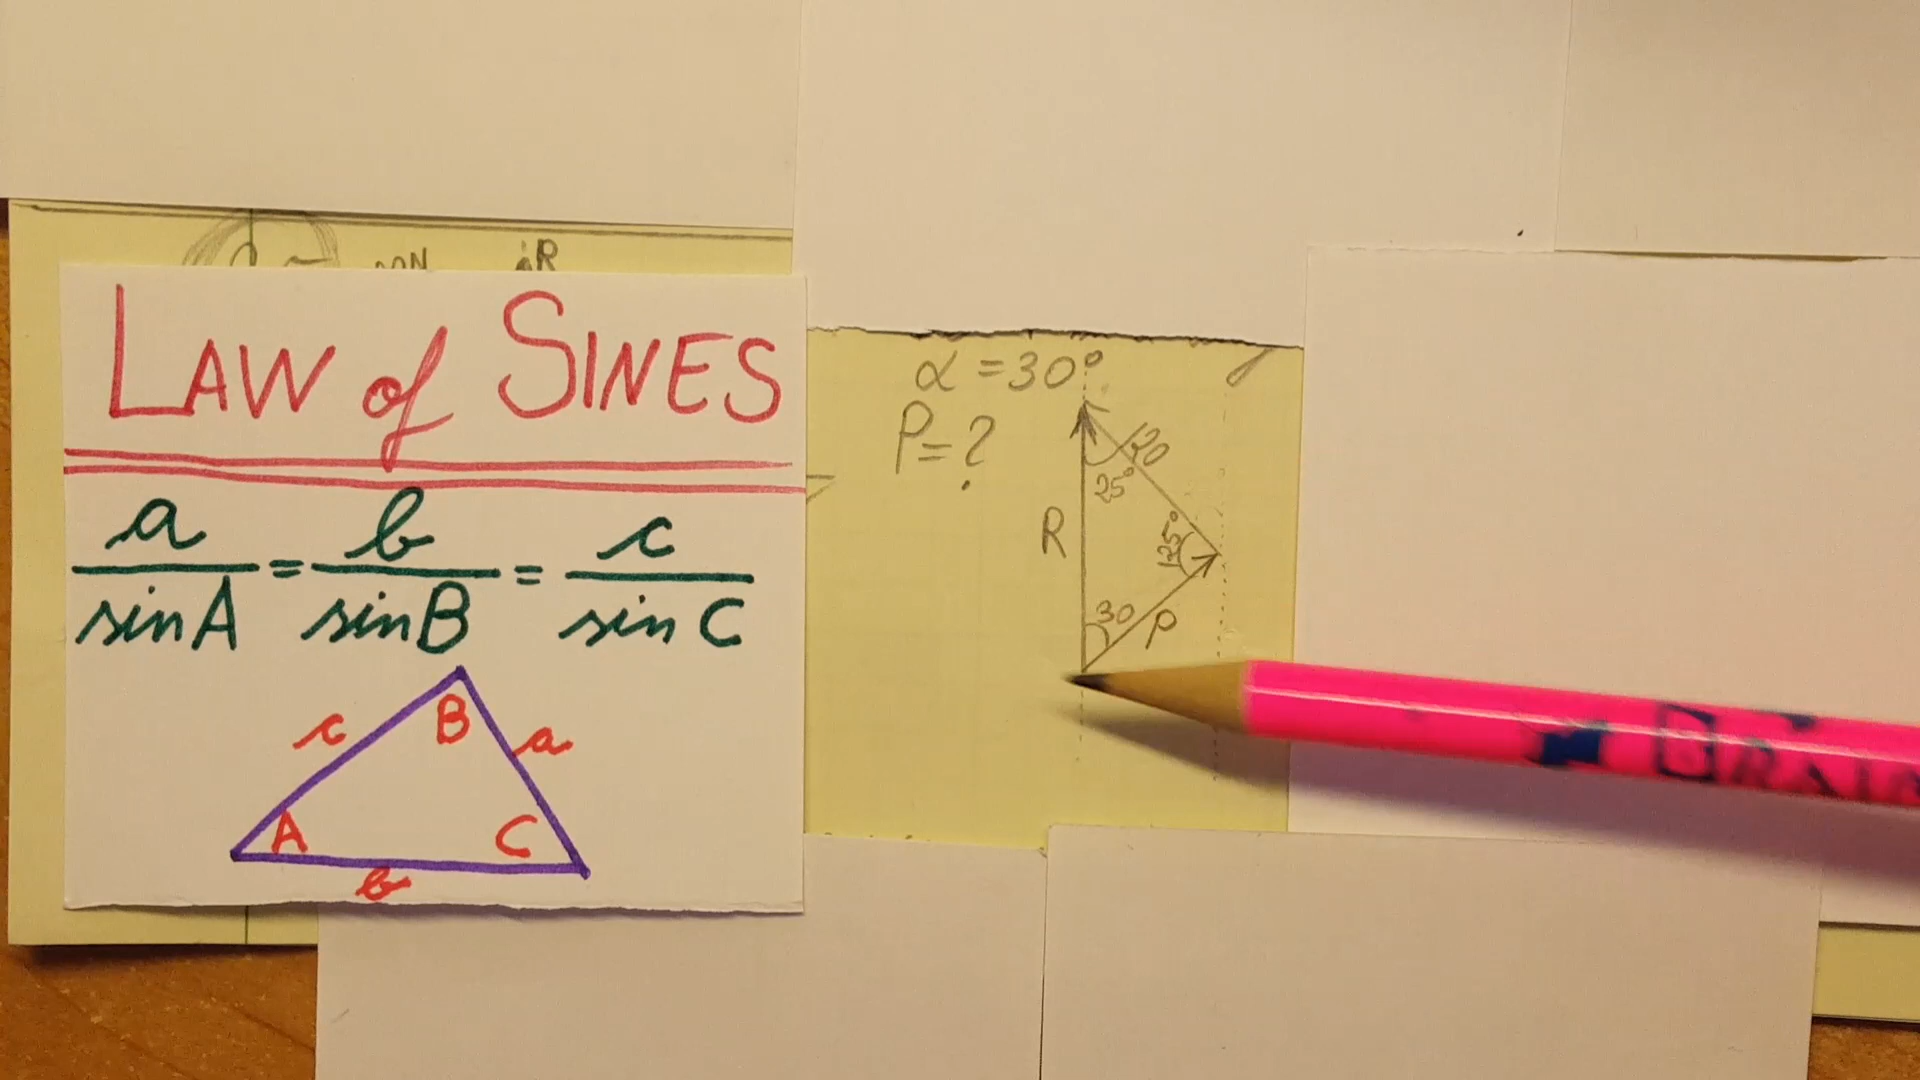 LAW of SINES
a/sinA = b/sinB = c/sinC
B
c
a
A
C
b
α = 30°
P = ?
120
25°
R
125°
30
P
R